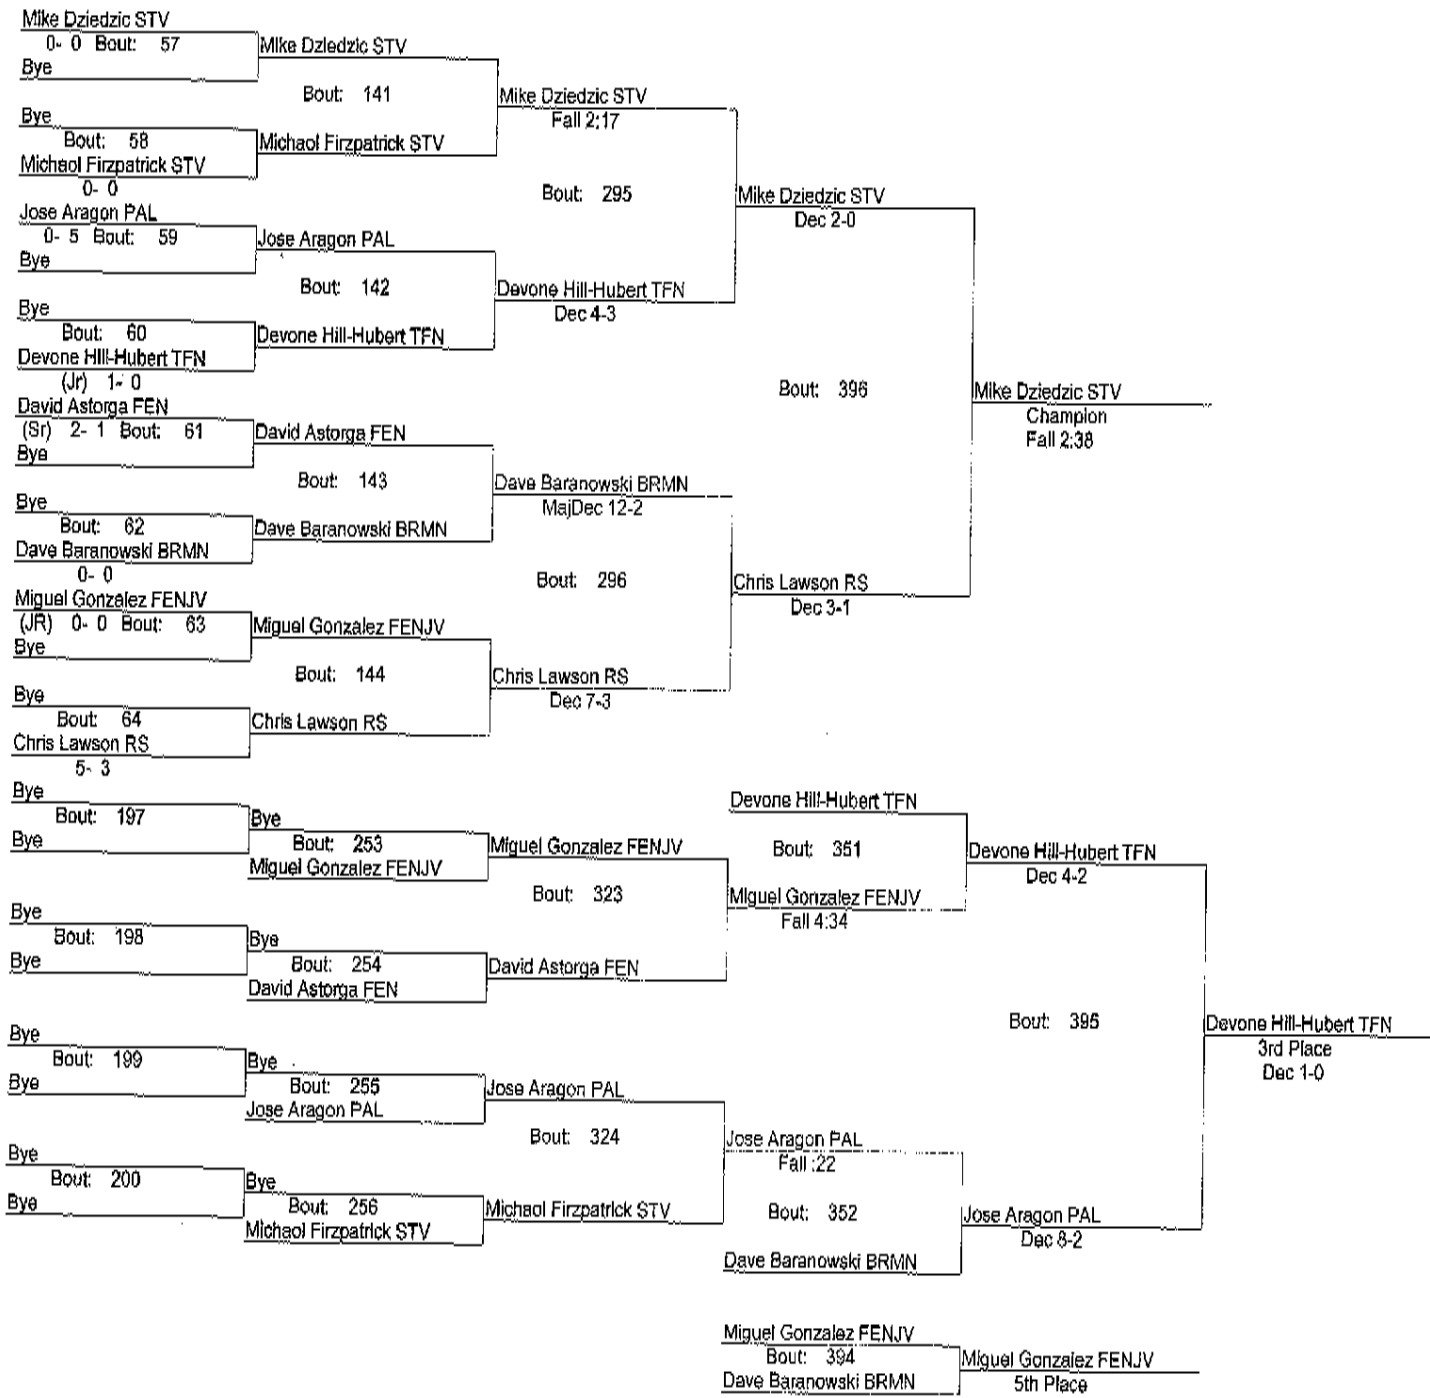 Mike Dziedzic STV
0- 0 Bout: 57
Bye
Mike Dziedzic STV
Bout: 141
Bye
Bout: 58
Michaol Firzpatrick STV
0- 0
Michaol Firzpatrick STV
Mike Dziedzic STV
Fall 2:17
Bout: 295
Jose Aragon PAL
0- 5 Bout: 59
Bye
Jose Aragon PAL
Bout: 142
Bye
Bout: 60
Devone Hill-Hubert TFN
(Jr) 1- 0
Devone Hill-Hubert TFN
Devone Hill-Hubert TFN
Dec 4-3
Mike Dziedzic STV
Dec 2-0
Bout: 396
Mike Dziedzic STV
Champion
Fall 2:38
David Astorga FEN
(Sr) 2- 1 Bout: 61
Bye
David Astorga FEN
Bout: 143
Bye
Bout: 62
Dave Baranowski BRMN
0- 0
Dave Baranowski BRMN
Dave Baranowski BRMN
MajDec 12-2
Bout: 296
Miguel Gonzalez FENJV
(JR) 0- 0 Bout: 63
Bye
Miguel Gonzalez FENJV
Bout: 144
Bye
Bout: 64
Chris Lawson RS
5- 3
Chris Lawson RS
Chris Lawson RS
Dec 7-3
Chris Lawson RS
Dec 3-1
Bye
Bout: 197
Bye
Bye
Bout: 253
Miguel Gonzalez FENJV
Miguel Gonzalez FENJV
Bout: 323
Bye
Bout: 198
Bye
Bye
Bout: 254
David Astorga FEN
David Astorga FEN
Devone Hill-Hubert TFN
Bout: 351
Miguel Gonzalez FENJV
Fall 4:34
Devone Hill-Hubert TFN
Dec 4-2
Bout: 395
Devone Hill-Hubert TFN
3rd Place
Dec 1-0
Bye
Bout: 199
Bye
Bye
Bout: 255
Jose Aragon PAL
Jose Aragon PAL
Bout: 324
Bye
Bout: 200
Bye
Bye
Bout: 256
Michaol Firzpatrick STV
Michaol Firzpatrick STV
Jose Aragon PAL
Fall :22
Bout: 352
Dave Baranowski BRMN
Jose Aragon PAL
Dec 8-2
Miguel Gonzalez FENJV
Bout: 394
Dave Baranowski BRMN
Miguel Gonzalez FENJV
5th Place